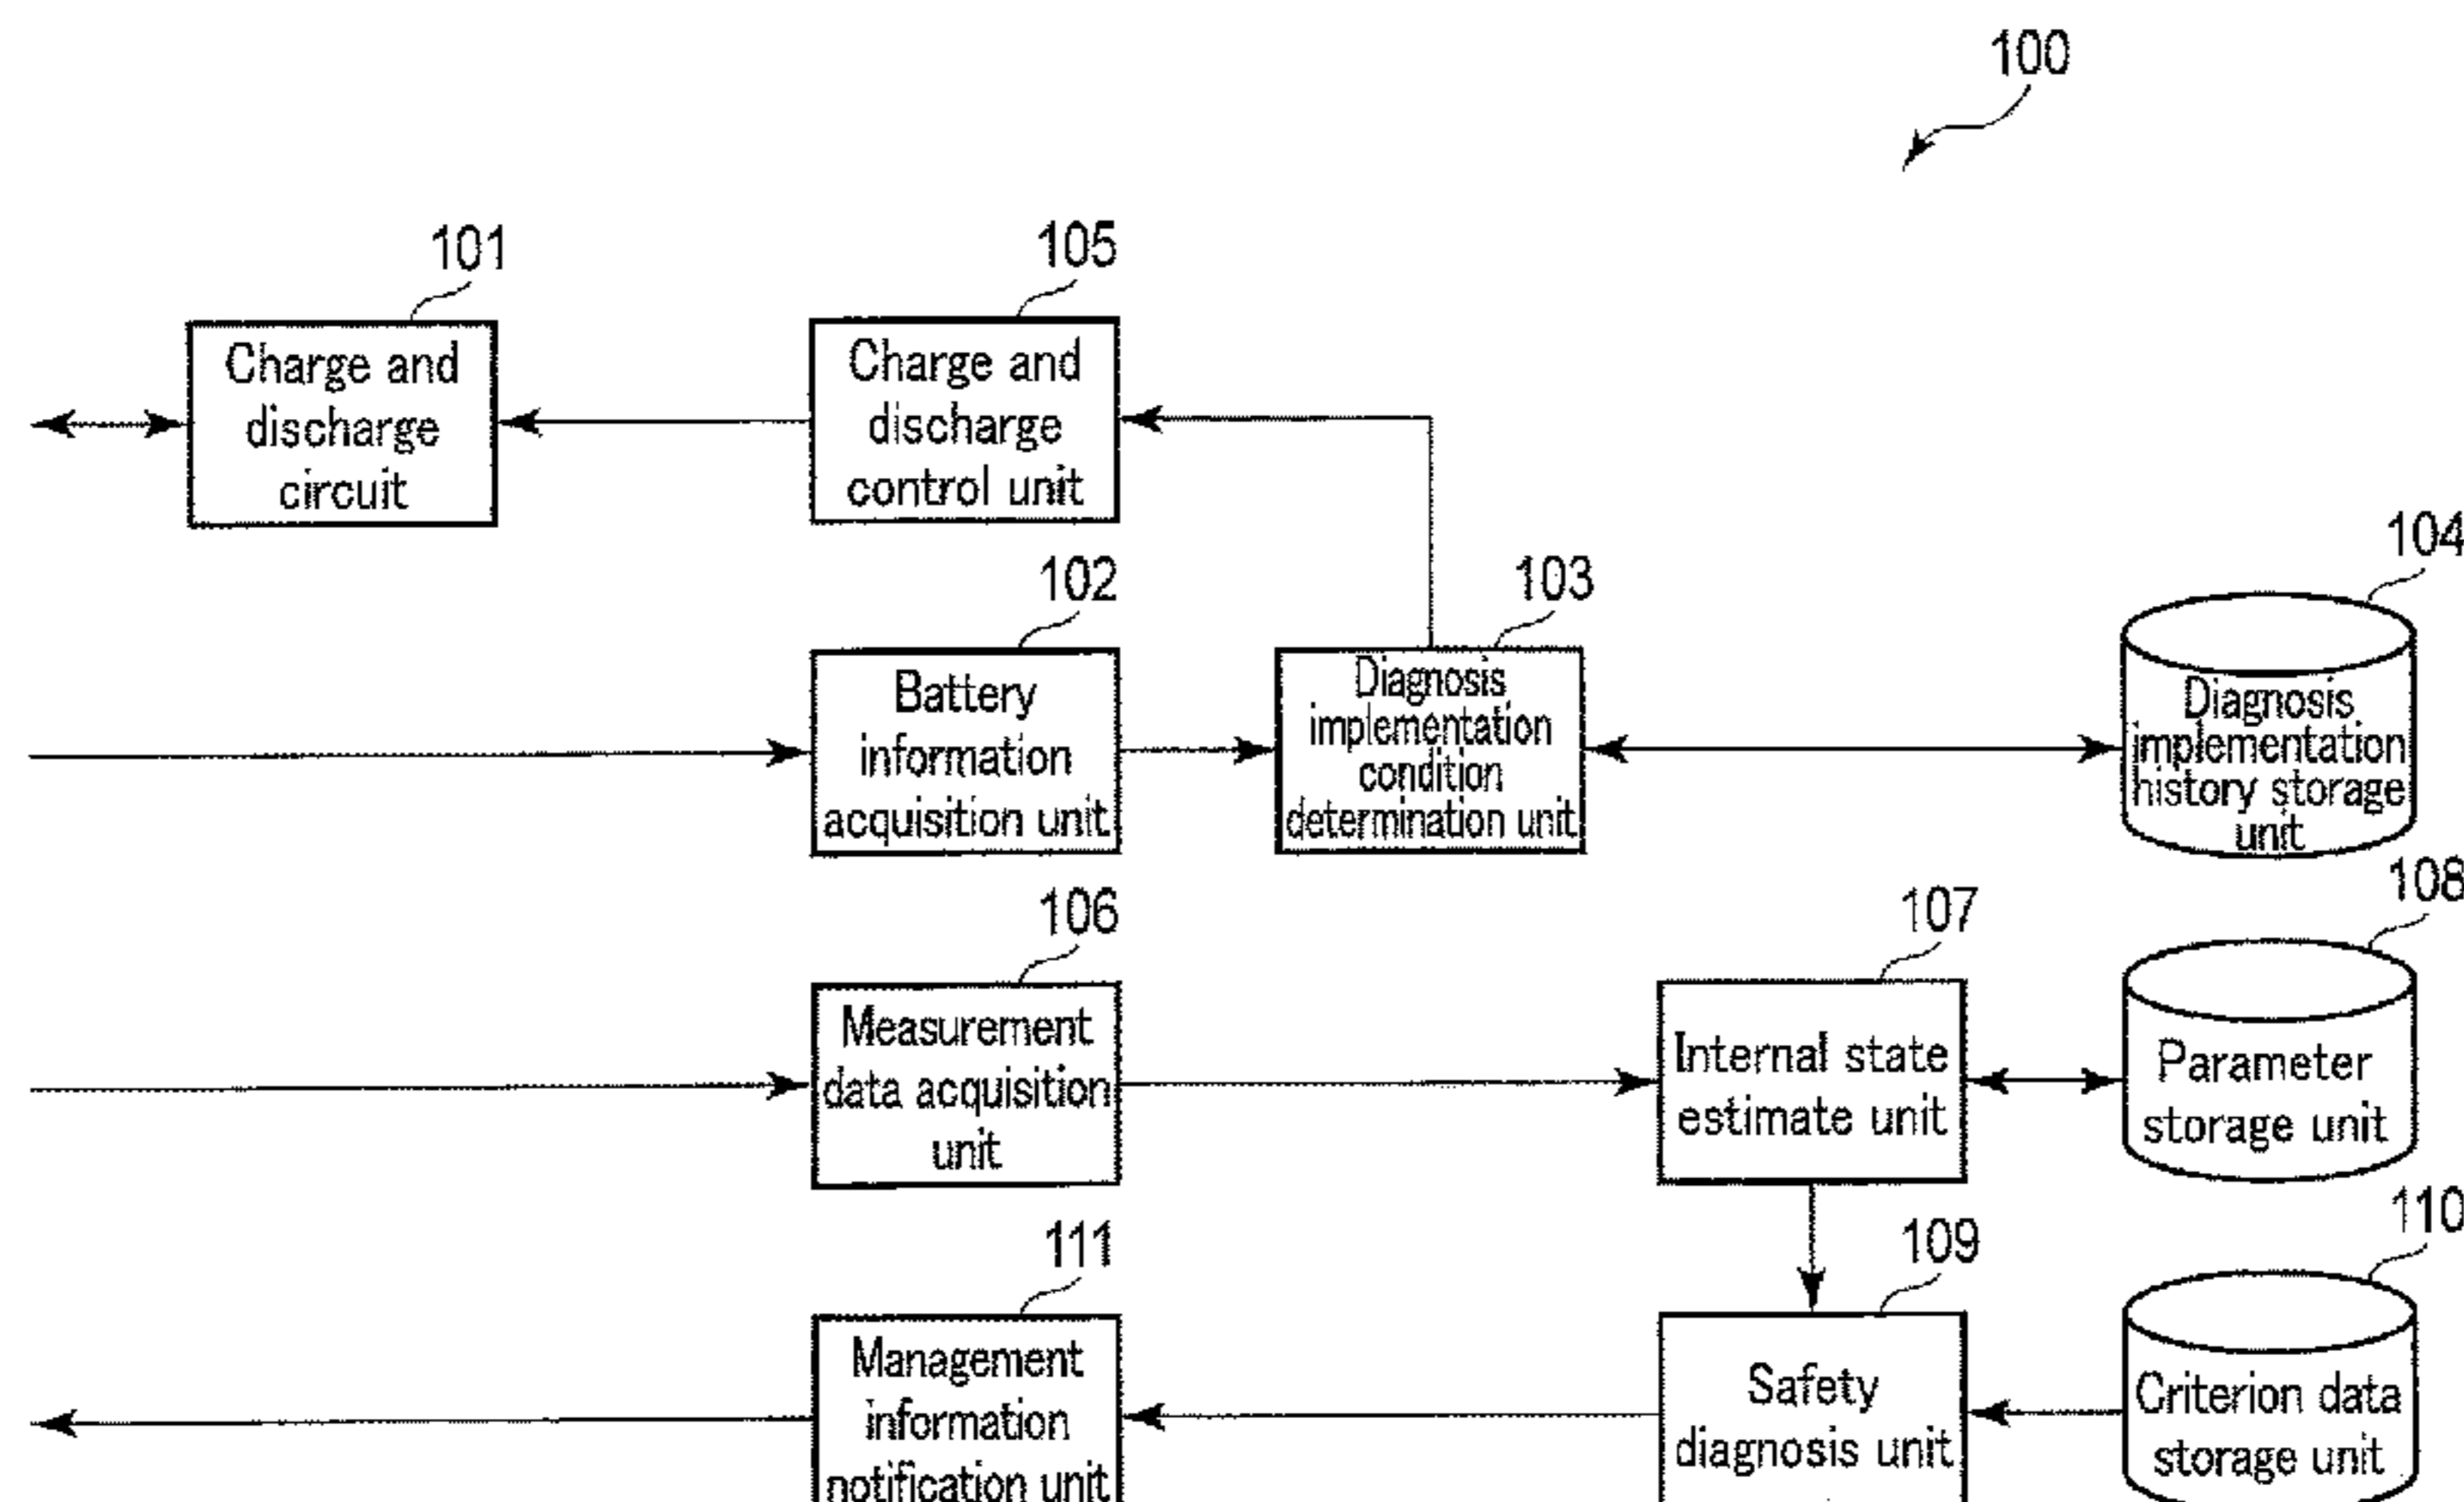 100
101
Charge and
discharge
circuit
105
Charge and
discharge
control unit
102
Battery
information
acquisition unit
103
Diagnosis
implementation
condition
determination unit
104
Diagnosis
implementation
history storage
unit
106
Measurement
data acquisition
unit
107
Internal state
estimate unit
108
Parameter
storage unit
111
Management
information
notification unit
109
Safety
diagnosis unit
110
Criterion data
storage unit